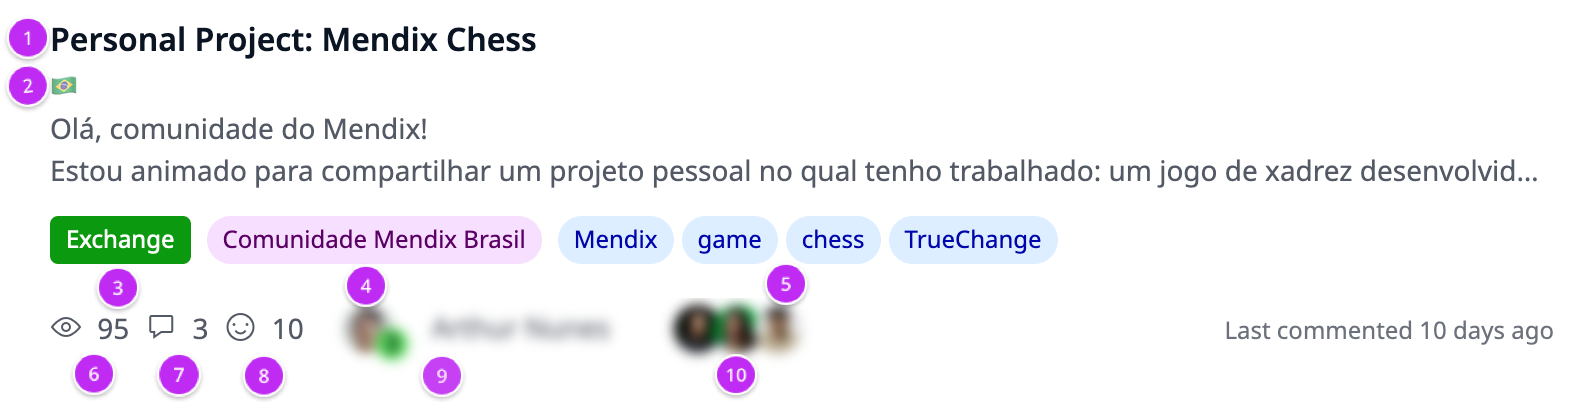 1 Personal Project: Mendix Chess
2
Olá, comunidade do Mendix!
Estou animado para compartilhar um projeto pessoal no qual tenho trabalhado: um jogo de xadrez desenvolvid...
Exchange Comunidade Mendix Brasil Mendix game chess TrueChange
3 4 5
95 3 10 Arthur Nunes Last commented 10 days ago
6 7 8 9 10